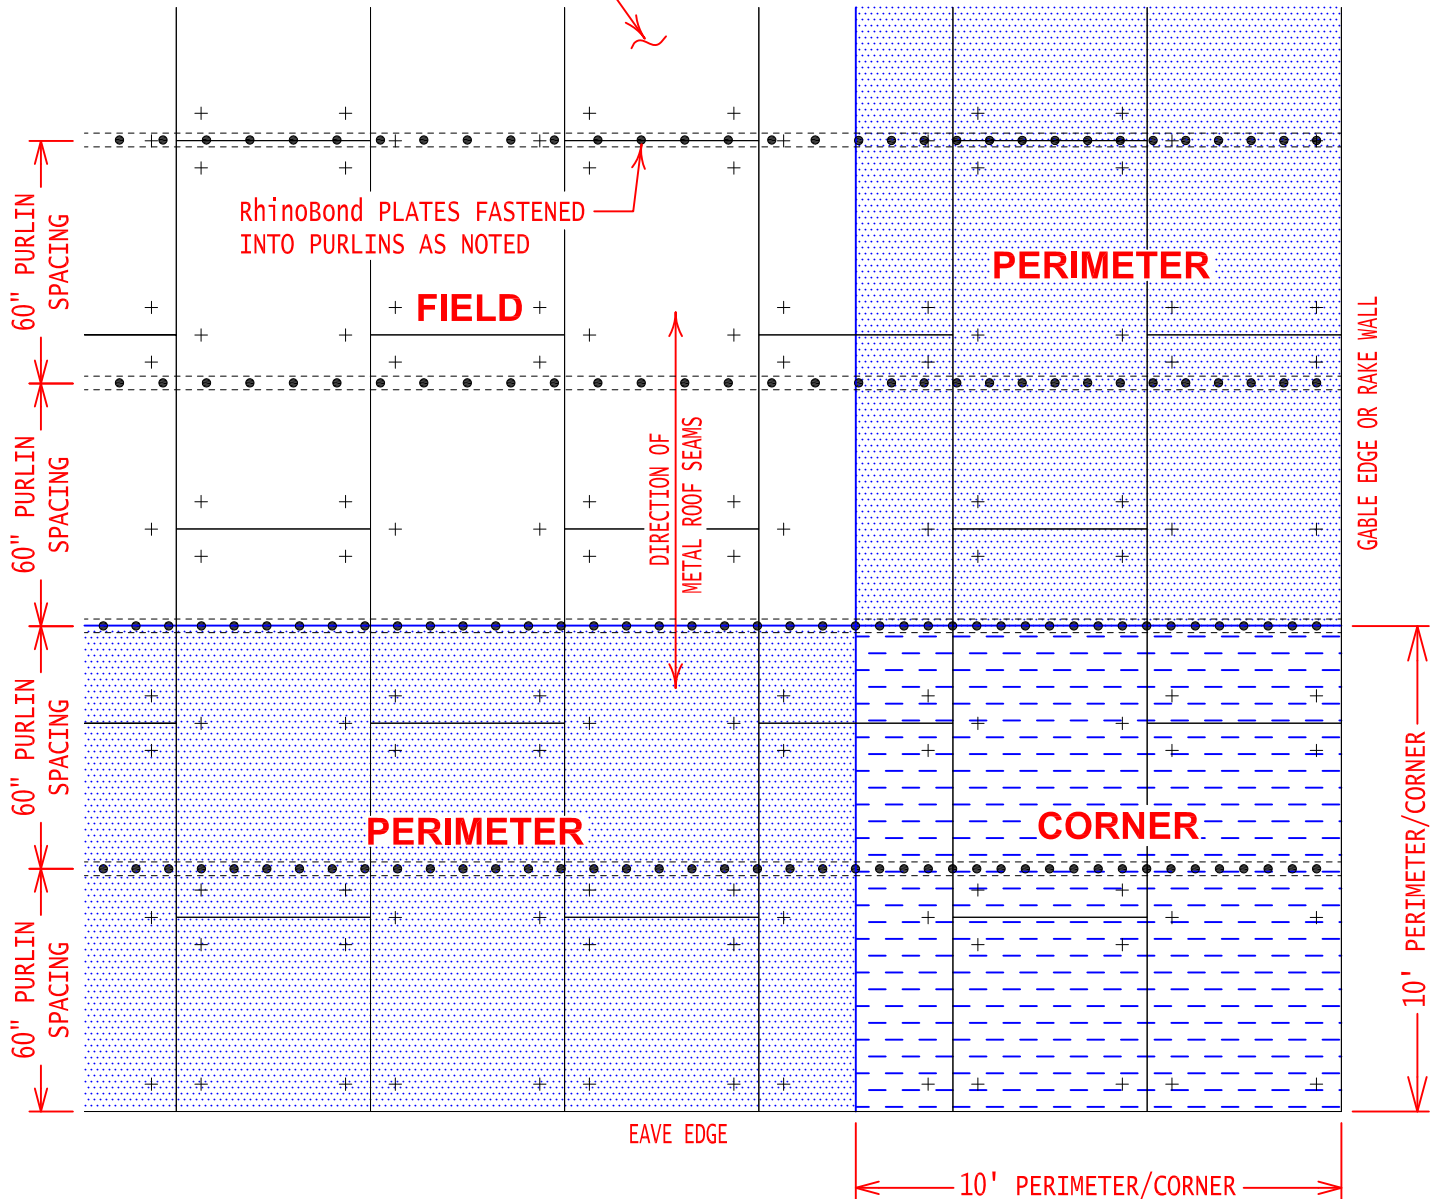 RhinoBond PLATES FASTENED
INTO PURLINS AS NOTED
FIELD
PERIMETER
60" PURLIN
SPACING
60" PURLIN
SPACING
60" PURLIN
SPACING
60" PURLIN
SPACING
DIRECTION OF
METAL ROOF SEAMS
GABLE EDGE OR RAKE WALL
PERIMETER
CORNER
10' PERIMETER/CORNER
EAVE EDGE
10' PERIMETER/CORNER